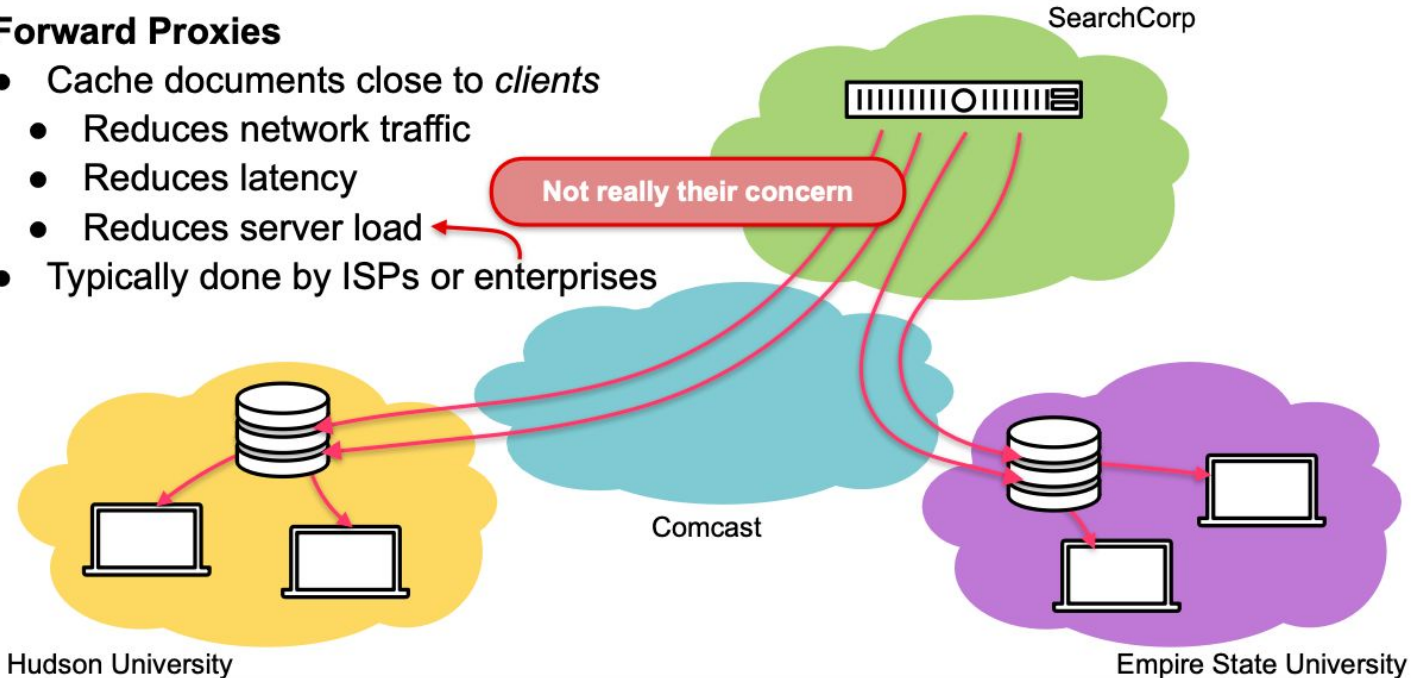 Forward Proxies
● Cache documents close to clients
● Reduces network traffic
● Reduces latency
● Reduces server load
● Typically done by ISPs or enterprises
Not really their concern
SearchCorp
Comcast
Hudson University
Empire State University